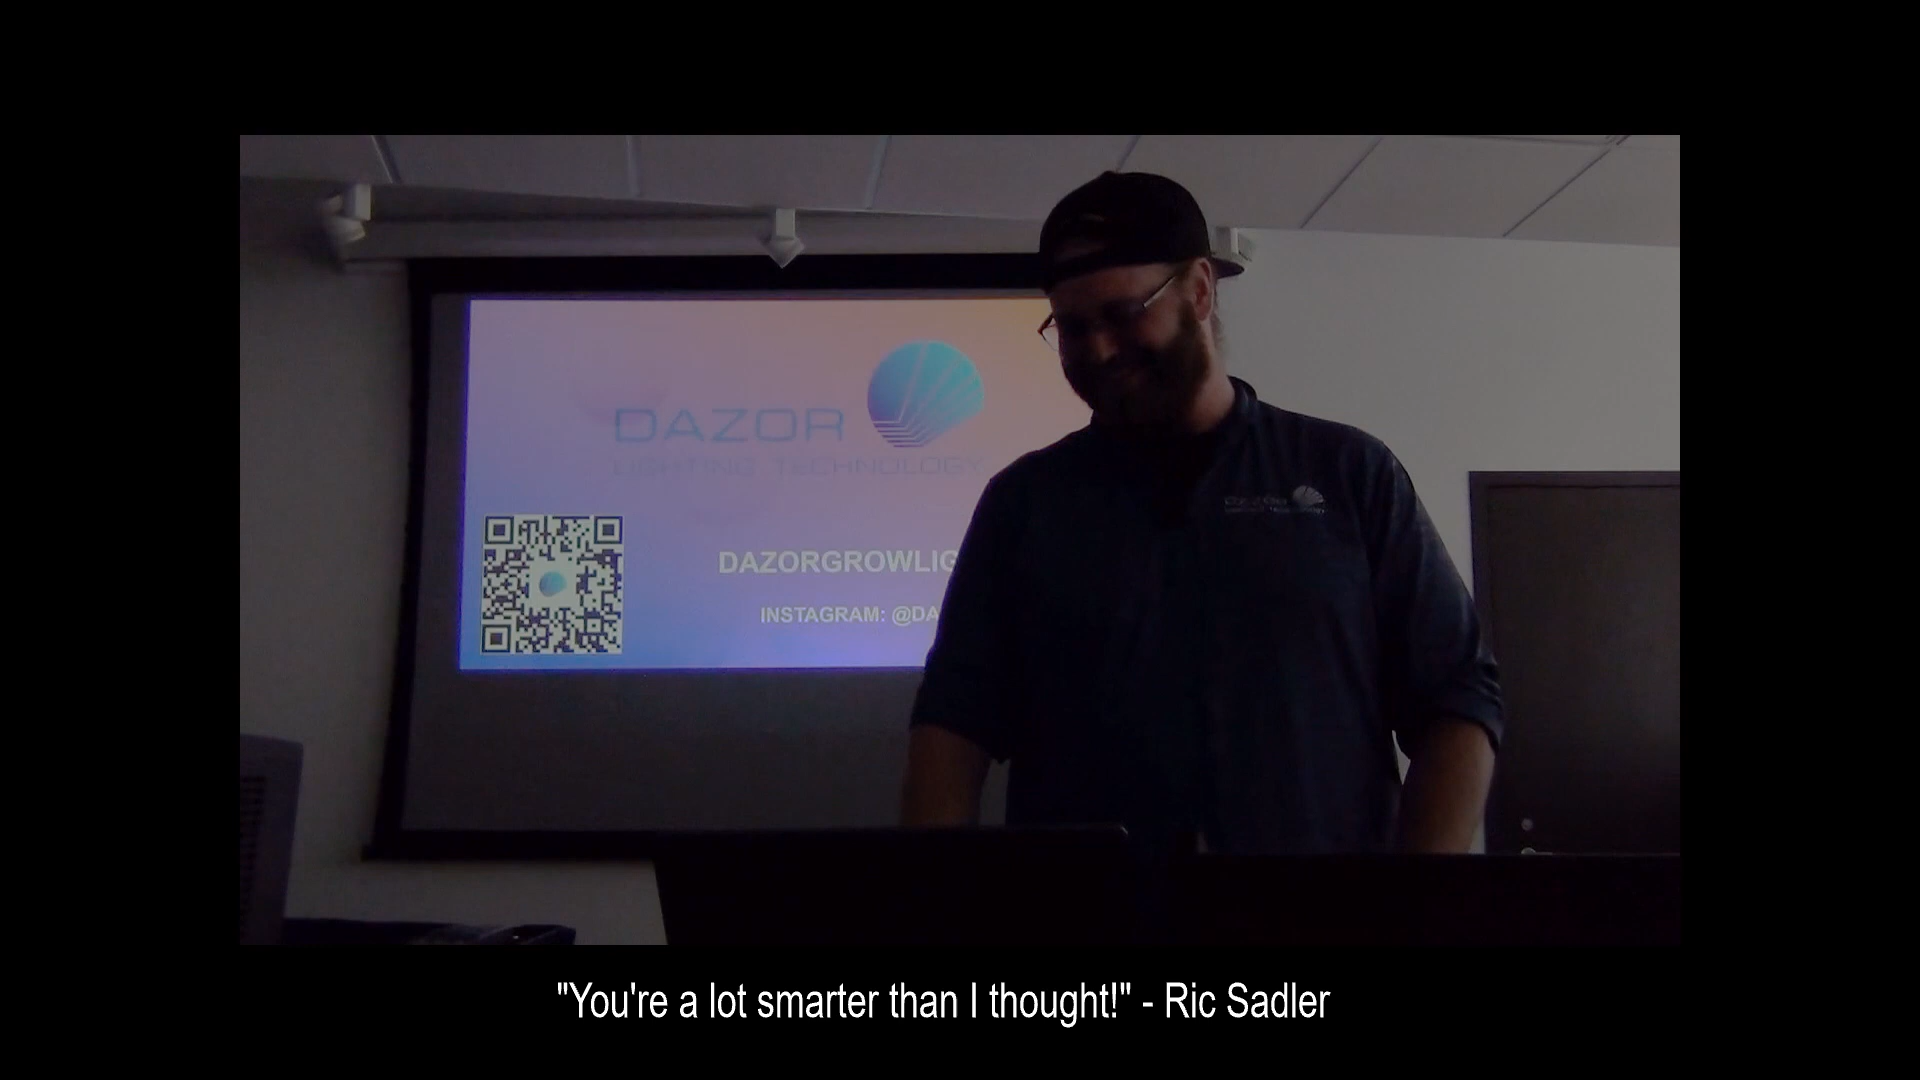 DAZOR
LIGHTING TECHNOLOGY
DAZORGROWLIG
INSTAGRAM: @DA
"You're a lot smarter than I thought!" - Ric Sadler